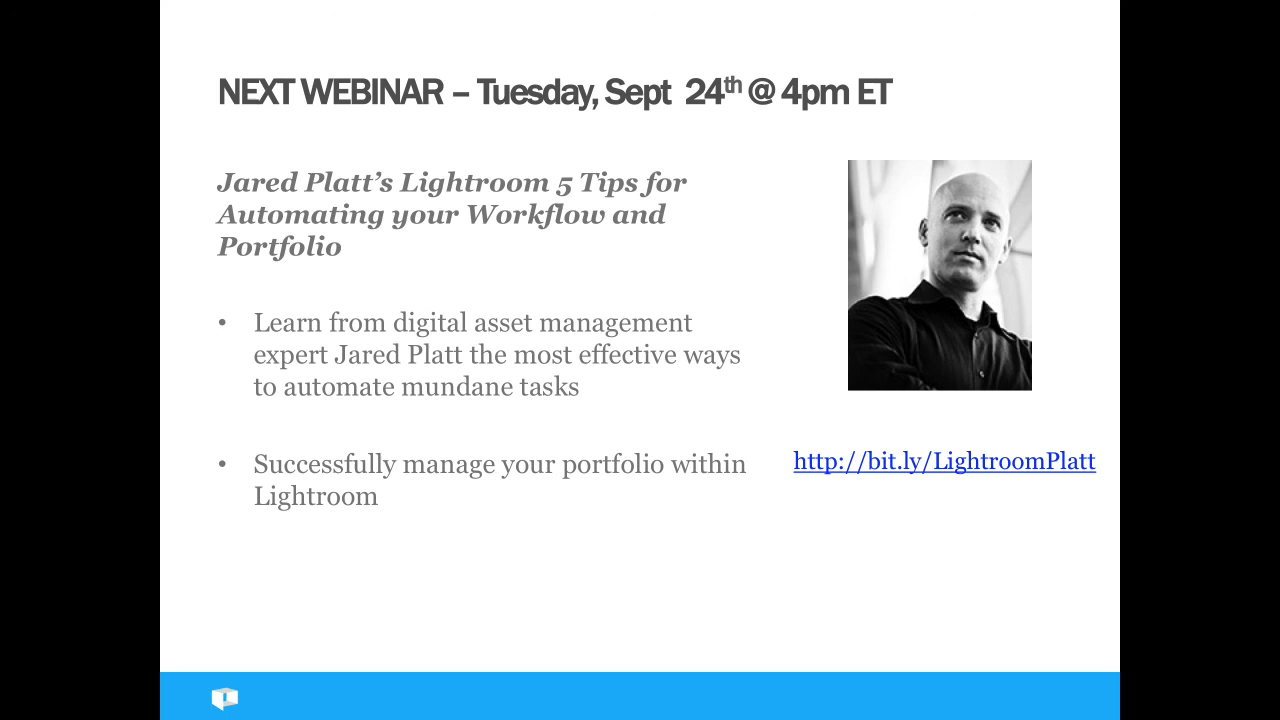 NEXT WEBINAR – Tuesday, Sept 24th @ 4pm ET
Jared Platt’s Lightroom 5 Tips for
Automating your Workflow and
Portfolio
• Learn from digital asset management
expert Jared Platt the most effective ways
to automate mundane tasks
• Successfully manage your portfolio within
Lightroom
http://bit.ly/LightroomPlatt